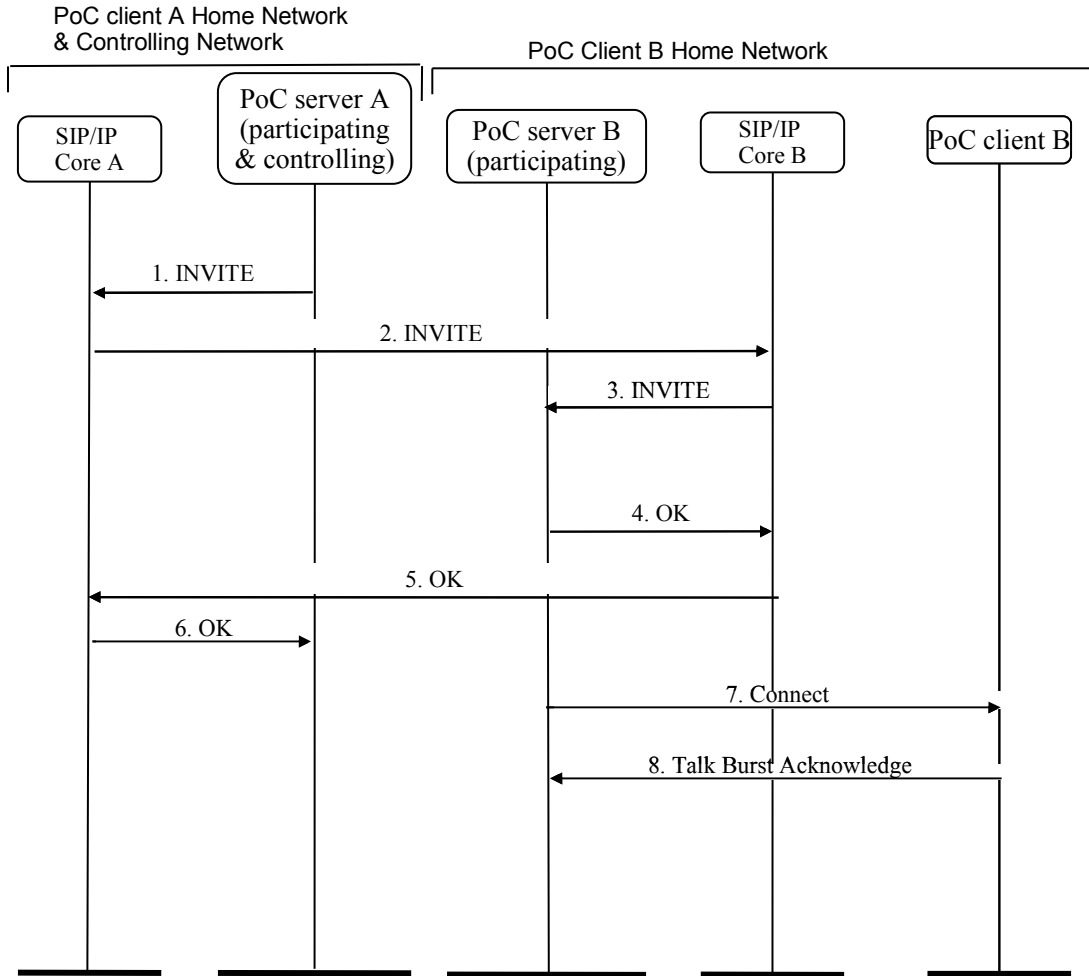 PoC client A Home Network
& Controlling Network
PoC Client B Home Network
SIP/IP
Core A
PoC server A
(participating
& controlling)
PoC server B
(participating)
SIP/IP
Core B
PoC client B
1. INVITE
2. INVITE
3. INVITE
4. OK
5. OK
6. OK
7. Connect
8. Talk Burst Acknowledge